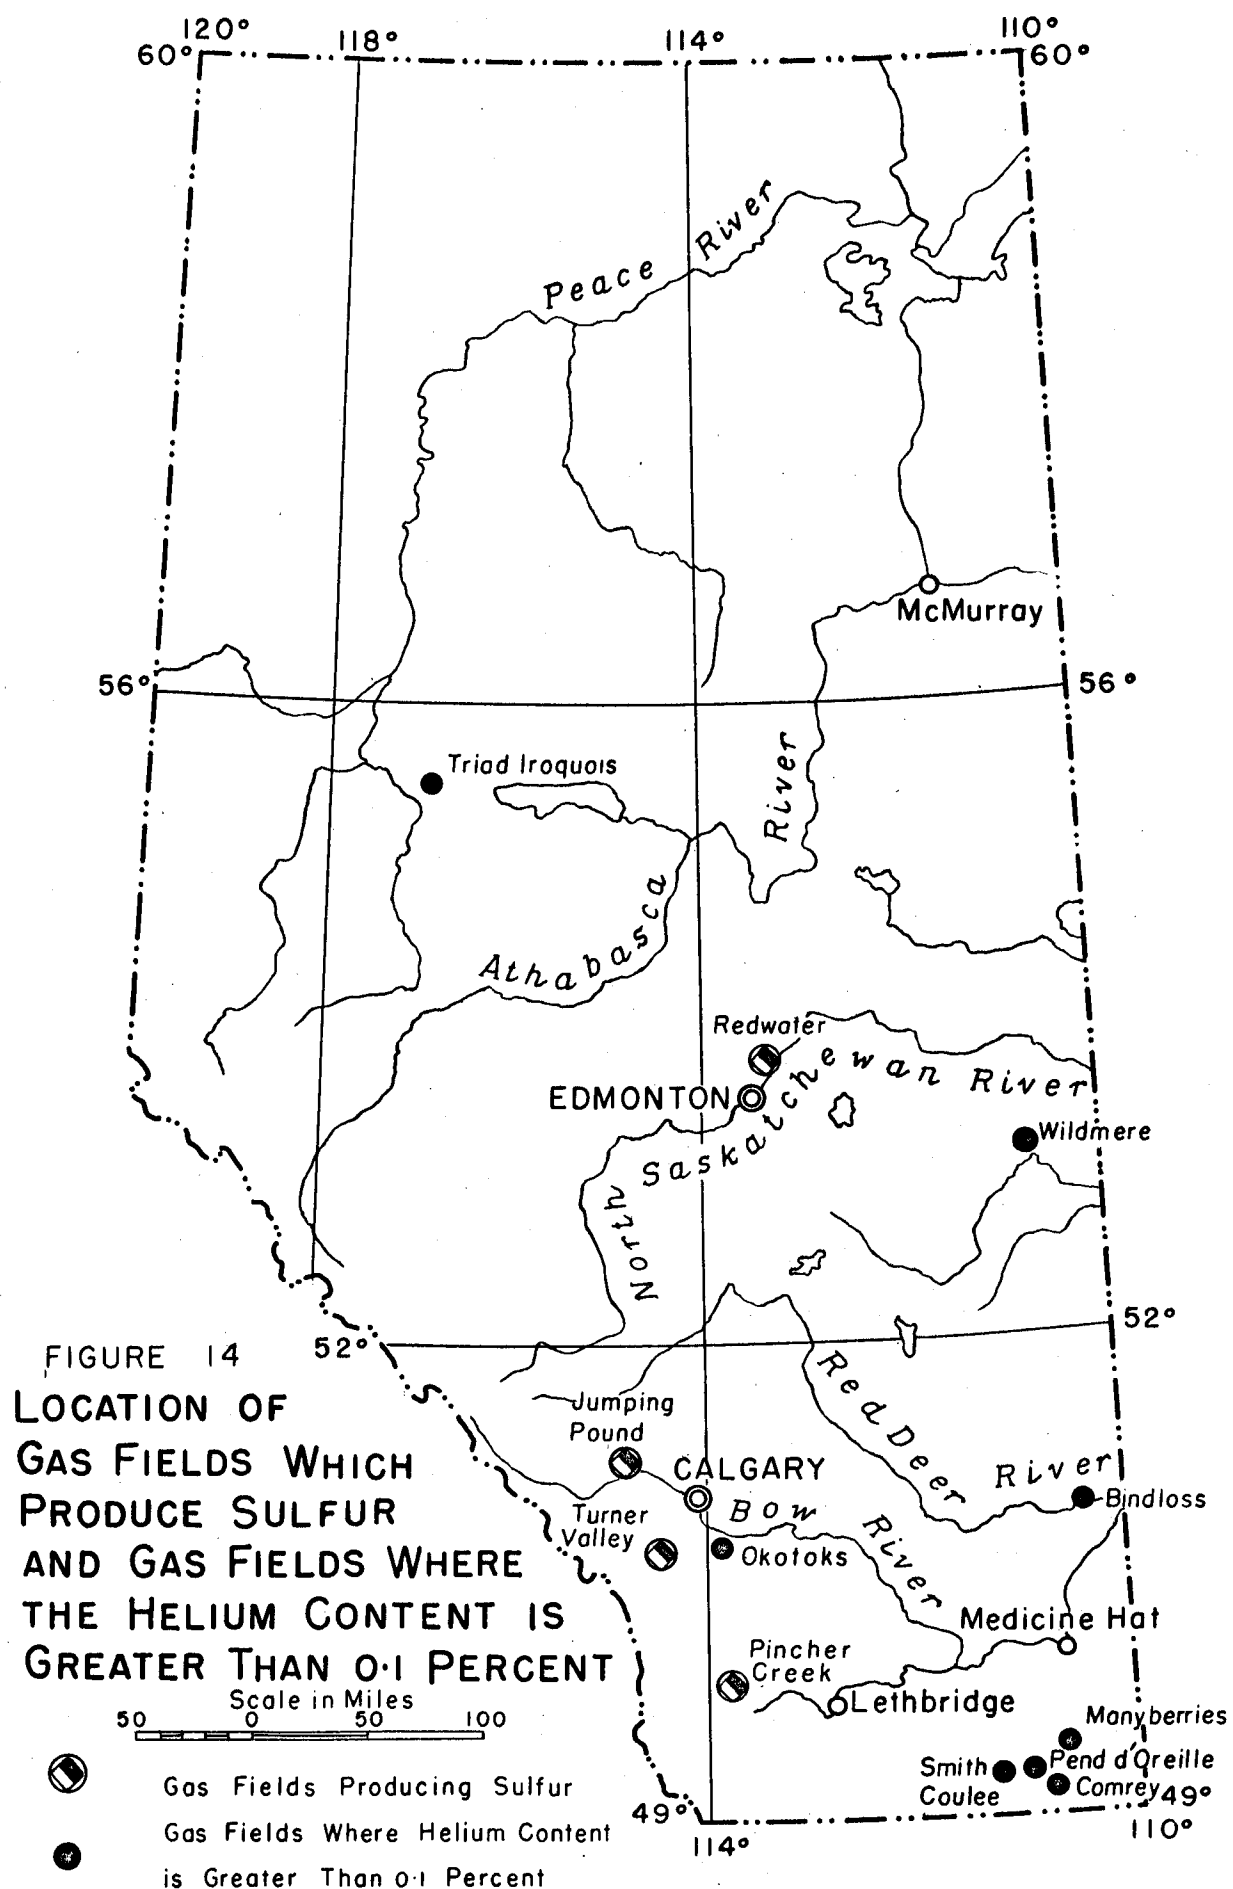 120°
118°
114°
110°
60°
60°
Peace River
McMurray
56°
56°
Triad Iroquois
River
Athabasca
Redwater
EDMONTON
North Saskatchewan River
Wildmere
52°
52°
FIGURE 14
LOCATION OF
GAS FIELDS WHICH
PRODUCE SULFUR
AND GAS FIELDS WHERE
THE HELIUM CONTENT IS
GREATER THAN 0·1 PERCENT
Jumping
Pound
CALGARY
Red Deer River
Bindloss
Turner
Valley
Bow River
Okotoks
Medicine Hat
Pincher
Creek
Lethbridge
Manyberries
Pend d'Oreille
Smith
Coulee
Comrey
49°
49°
114°
110°
Scale in Miles
50 0 50 100
Gas Fields Producing Sulfur
Gas Fields Where Helium Content
is Greater Than 0·1 Percent